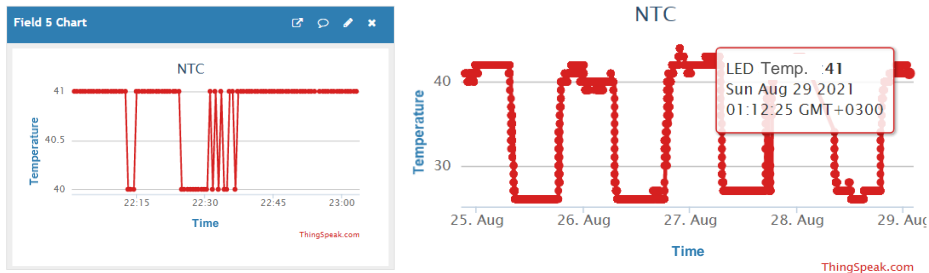 Field 5 Chart
NTC
41
40.5
40
Temperature
22:15 22:30 22:45 23:00
Time
ThingSpeak.com
NTC
40
30
Temperature
LED Temp. :41
Sun Aug 29 2021
01:12:25 GMT+0300
25. Aug 26. Aug 27. Aug 28. Aug 29. Aug
Time
ThingSpeak.com